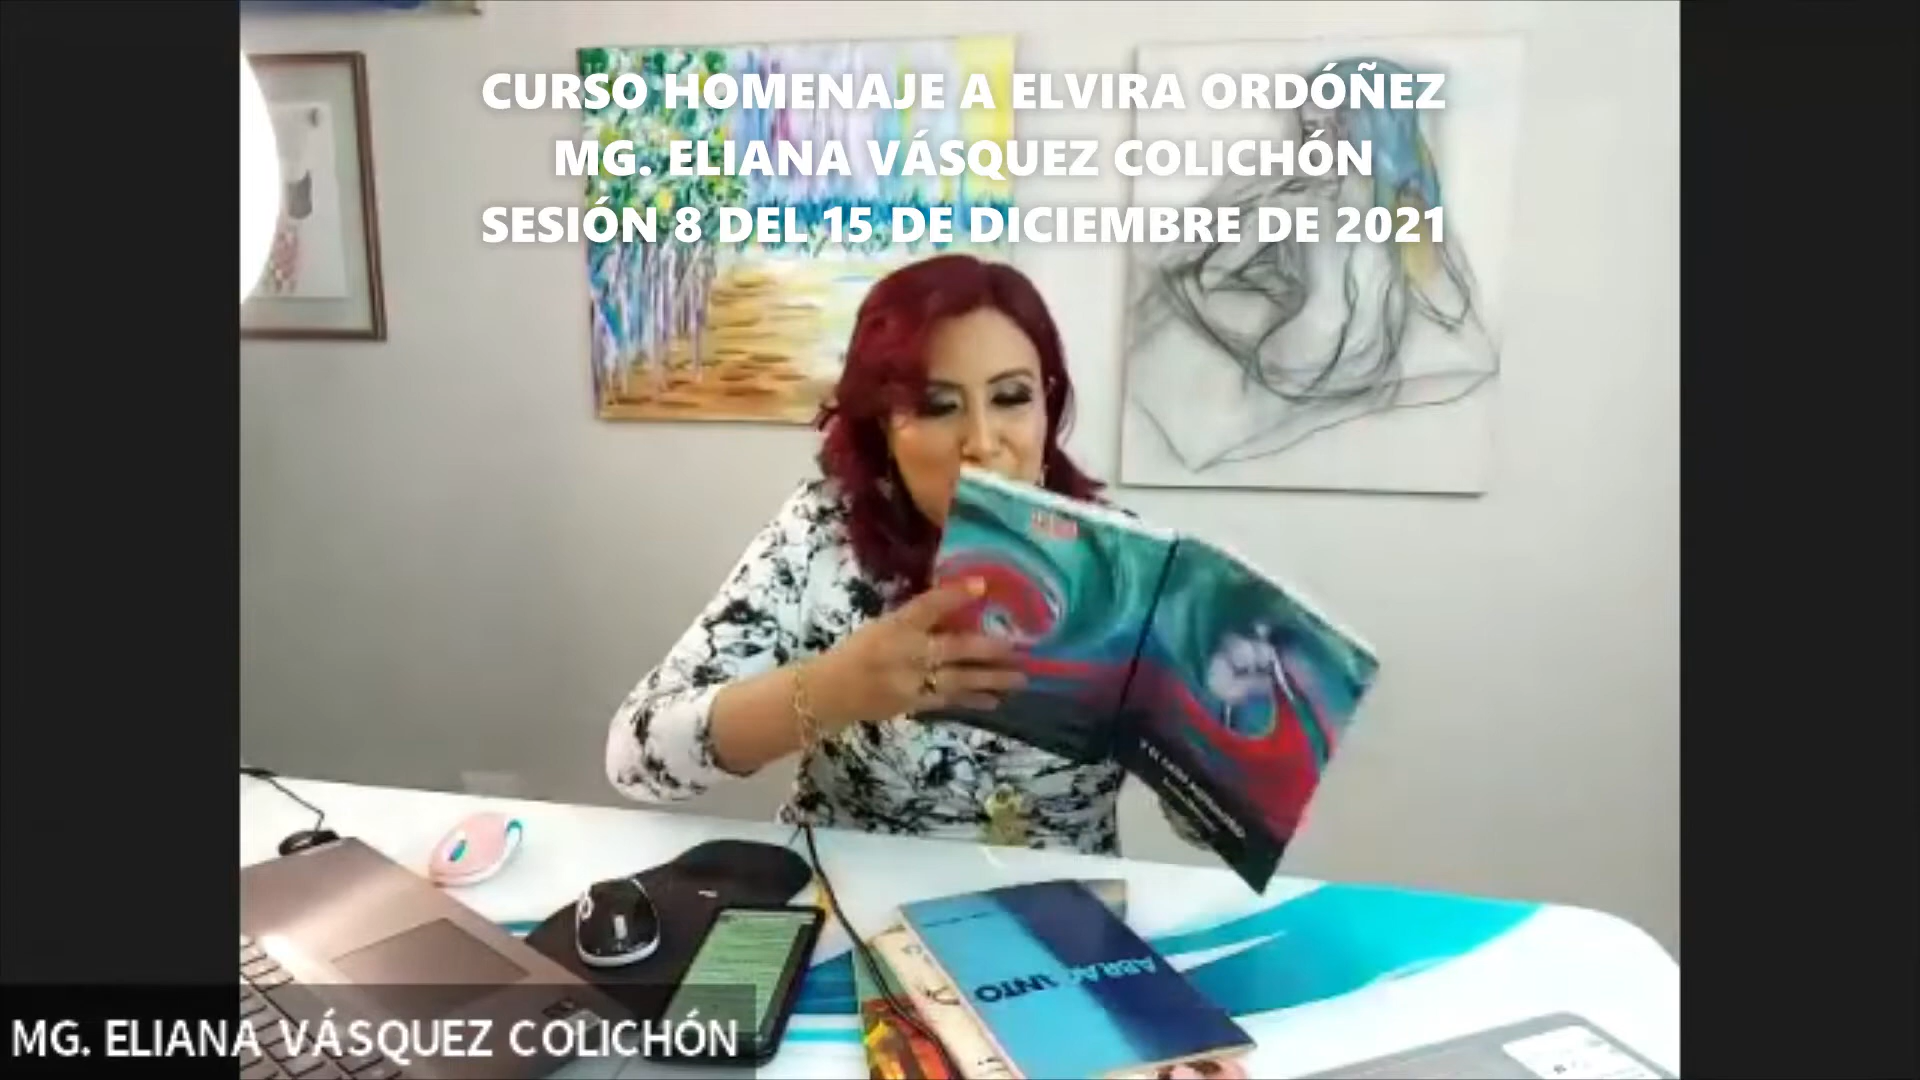 CURSO HOMENAJE A ELVIRA ORDÓÑEZ
MG. ELIANA VÁSQUEZ COLICHÓN
SESIÓN 8 DEL 15 DE DICIEMBRE DE 2021
MG. ELIANA VÁSQUEZ COLICHÓN